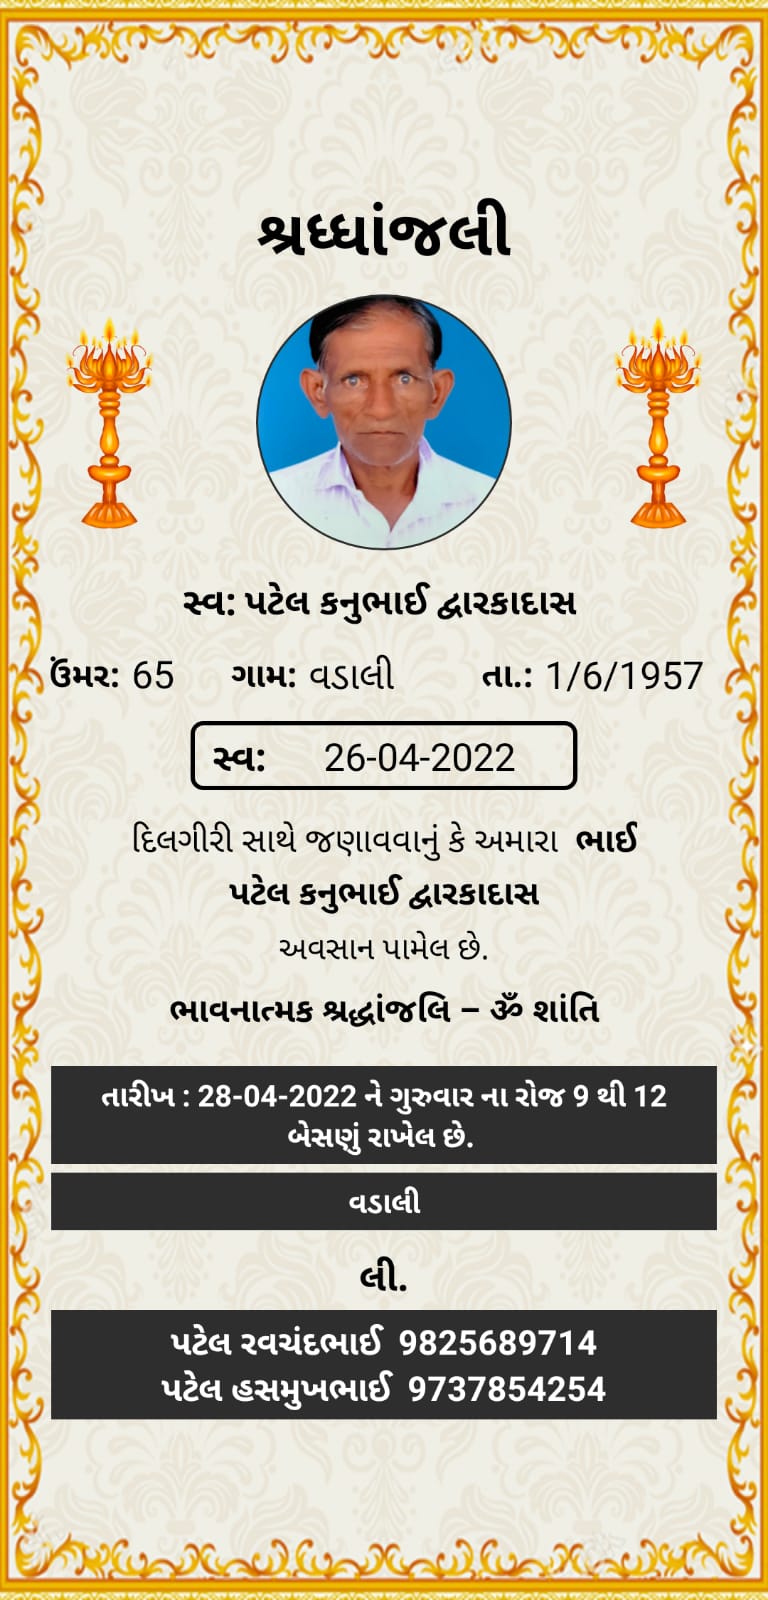 શ્રધ્ધાંજલી
સ્વ: પટેલ કનુભાઈ દ્વારકાદાસ
ઉંમર: 65 ગામ: વડાલી તા.: 1/6/1957
સ્વ: 26-04-2022
દિલગીરી સાથે જણાવવાનું કે અમારા ભાઈ
પટેલ કનુભાઈ દ્વારકાદાસ
અવસાન પામેલ છે.
ભાવનાત્મક શ્રદ્ધાંજલિ – ૐ શાંતિ
તારીખ : 28-04-2022 ને ગુરુવાર ના રોજ 9 થી 12
બેસણું રાખેલ છે.
વડાલી
લી.
પટેલ રવચંદભાઈ 9825689714
પટેલ હસમુખભાઈ 9737854254